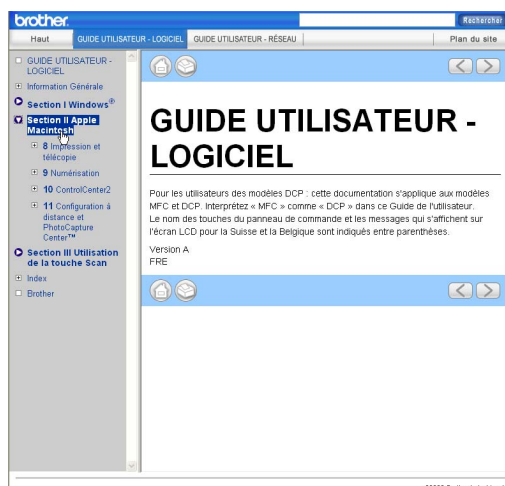 brother.
Rechercher
Haut
GUIDE UTILISATEUR - LOGICIEL
GUIDE UTILISATEUR - RÉSEAU
Plan du site
GUIDE UTILISATEUR -
LOGICIEL
Information Générale
Section I Windows®
Section II Apple
Macintosh
8 Impression et
télécopie
9 Numérisation
10 ControlCenter2
11 Configuration à
distance et
PhotoCapture
Center™
Section III Utilisation
de la touche Scan
Index
Brother
GUIDE UTILISATEUR -
LOGICIEL
Pour les utilisateurs des modèles DCP : cette documentation s'applique aux modèles
MFC et DCP. Interprétez « MFC » comme « DCP » dans ce Guide de l'utilisateur.
Le nom des touches du panneau de commande et les messages qui s'affichent sur
l'écran LCD pour la Suisse et la Belgique sont indiqués entre parenthèses.
Version A
FRE